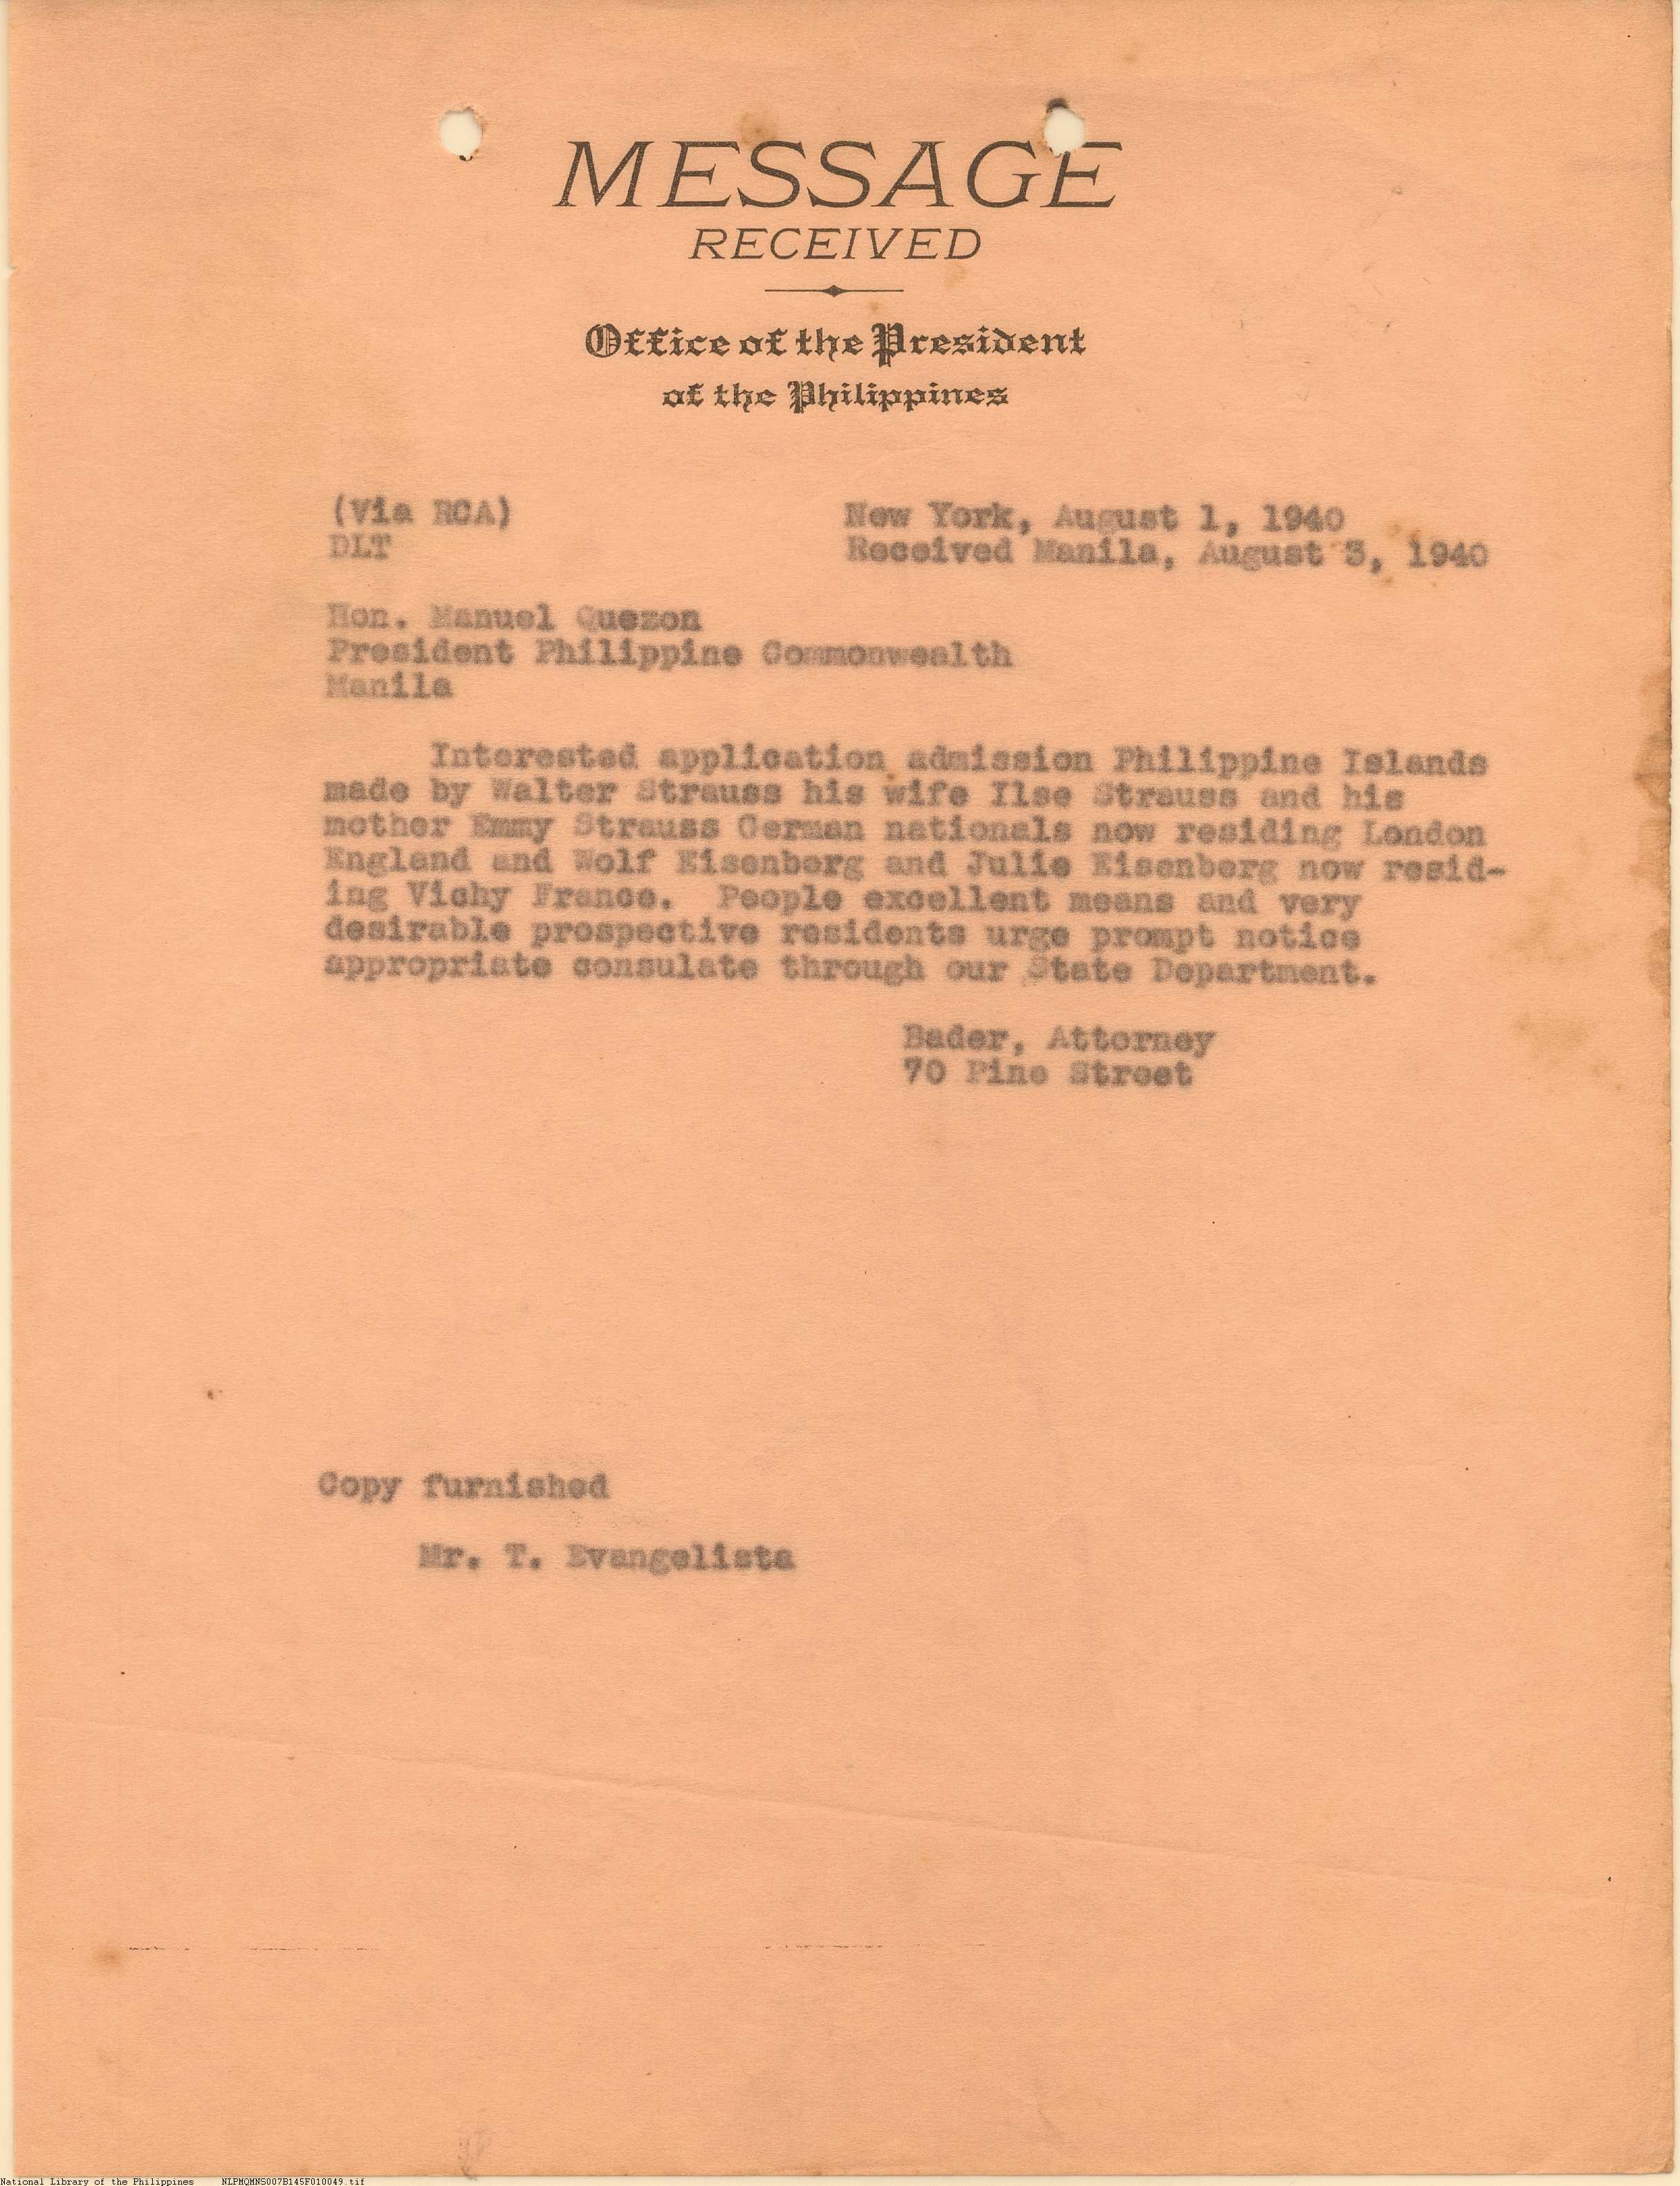 MESSAGE
RECEIVED
Office of the President
of the Philippines
(Via RCA)
DLT
New York, August 1, 1940
Received Manila, August 3, 1940
Hon. Manuel Quezon
President Philippine Commonwealth
Manila
Interested application admission Philippine Islands
made by Walter Strauss his wife Ilse Strauss and his
mother Emmy Strauss German nationals now residing London
England and Wolf Eisenberg and Julie Eisenberg now resid-
ing Vichy France. People excellent means and very
desirable prospective residents urge prompt notice
appropriate consulate through our State Department.
Bader, Attorney
70 Pine Street
Copy furnished
Mr. T. Evangelista
National Library of the Philippines NLPMQMNS007B145F010049.tif